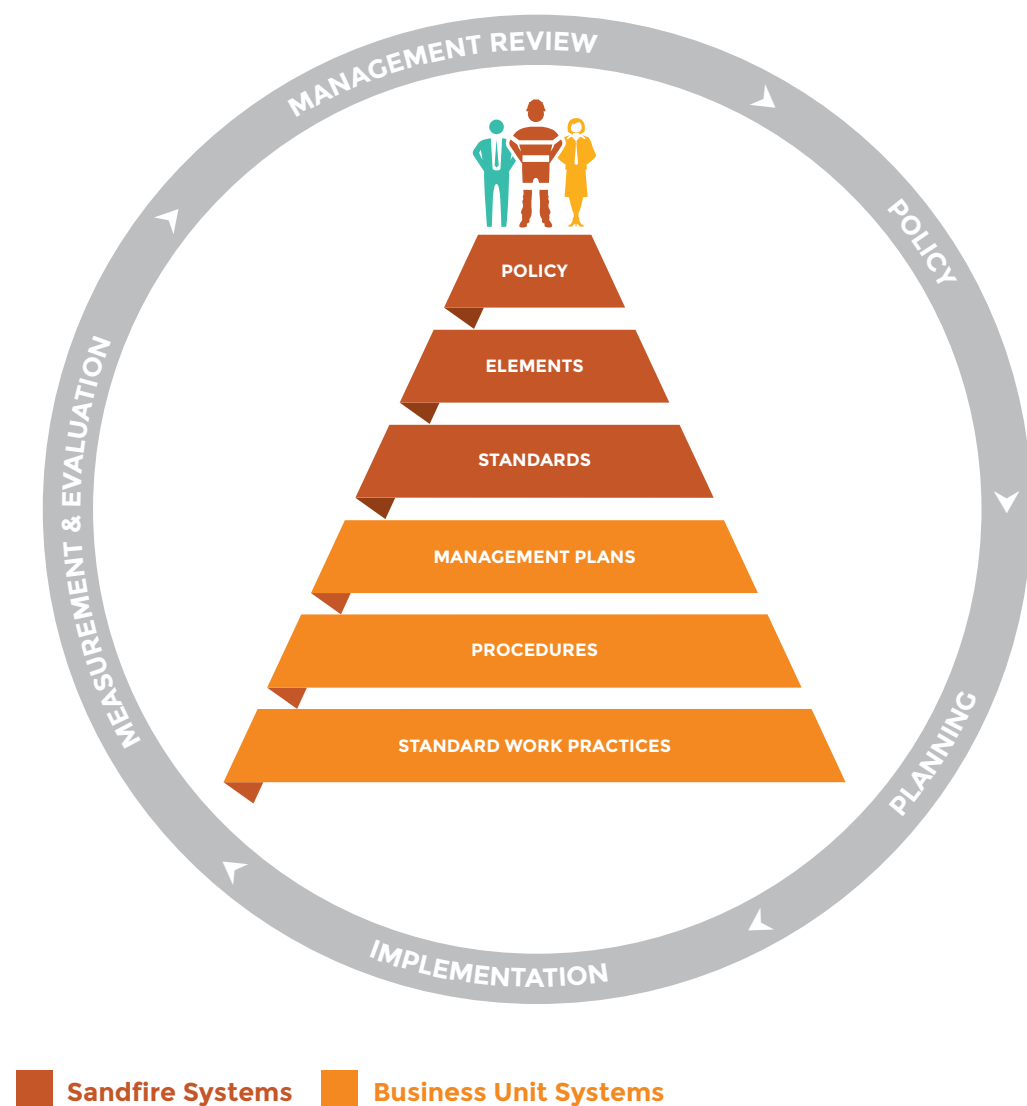 MANAGEMENT REVIEW
POLICY
PLANNING
IMPLEMENTATION
MEASUREMENT & EVALUATION
POLICY
ELEMENTS
STANDARDS
MANAGEMENT PLANS
PROCEDURES
STANDARD WORK PRACTICES
Sandfire Systems
Business Unit Systems